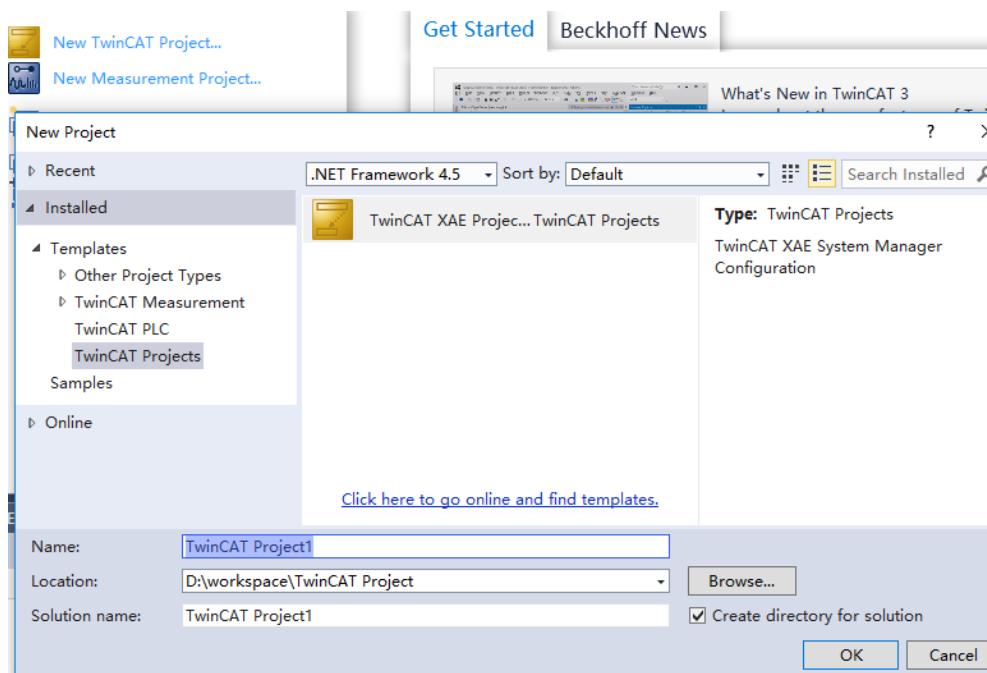 New TwinCAT Project...
New Measurement Project...
Get Started
Beckhoff News
What's New in TwinCAT 3
New Project
?
Recent
.NET Framework 4.5
Sort by:
Default
Search Installed
Installed
Templates
Other Project Types
TwinCAT Measurement
TwinCAT PLC
TwinCAT Projects
Samples
Online
TwinCAT XAE Projec... TwinCAT Projects
Type: TwinCAT Projects
TwinCAT XAE System Manager
Configuration
Click here to go online and find templates.
Name:
TwinCAT Project1
Location:
D:\workspace\TwinCAT Project
Browse...
Solution name:
TwinCAT Project1
Create directory for solution
OK
Cancel